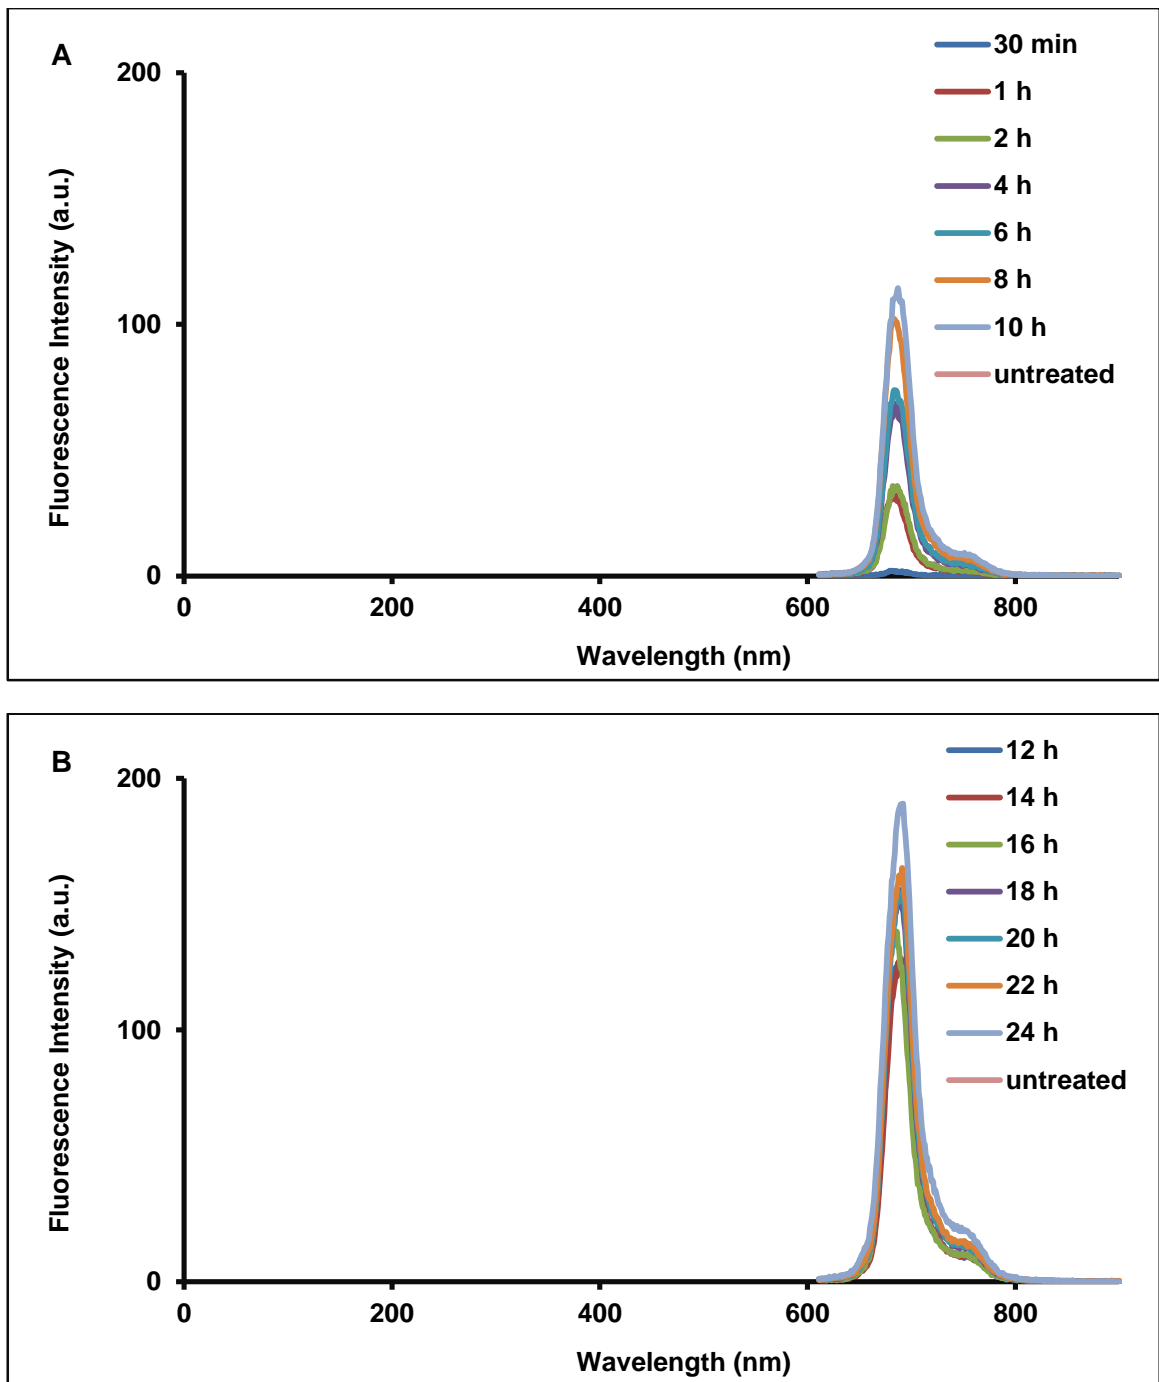 A
30 min
1 h
2 h
4 h
6 h
8 h
10 h
untreated
200
100
0
Fluorescence Intensity (a.u.)
0 200 400 600 800
Wavelength (nm)
B
12 h
14 h
16 h
18 h
20 h
22 h
24 h
untreated
200
100
0
Fluorescence Intensity (a.u.)
0 200 400 600 800
Wavelength (nm)